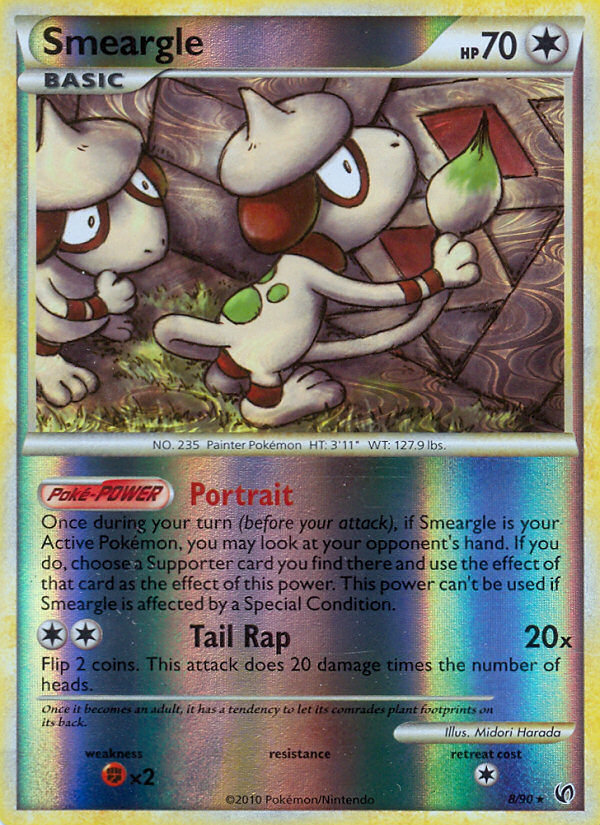 Smeargle
HP 70
BASIC
NO. 235 Painter Pokémon HT: 3'11" WT: 127.9 lbs.
Poké-POWER Portrait
Once during your turn (before your attack), if Smeargle is your
Active Pokémon, you may look at your opponent's hand. If you
do, choose a Supporter card you find there and use the effect of
that card as the effect of this power. This power can't be used if
Smeargle is affected by a Special Condition.
Tail Rap 20x
Flip 2 coins. This attack does 20 damage times the number of
heads.
Once it becomes an adult, it has a tendency to let its comrades plant footprints on
its back.
Illus. Midori Harada
weakness resistance retreat cost
×2
©2010 Pokémon/Nintendo
8/90 ★